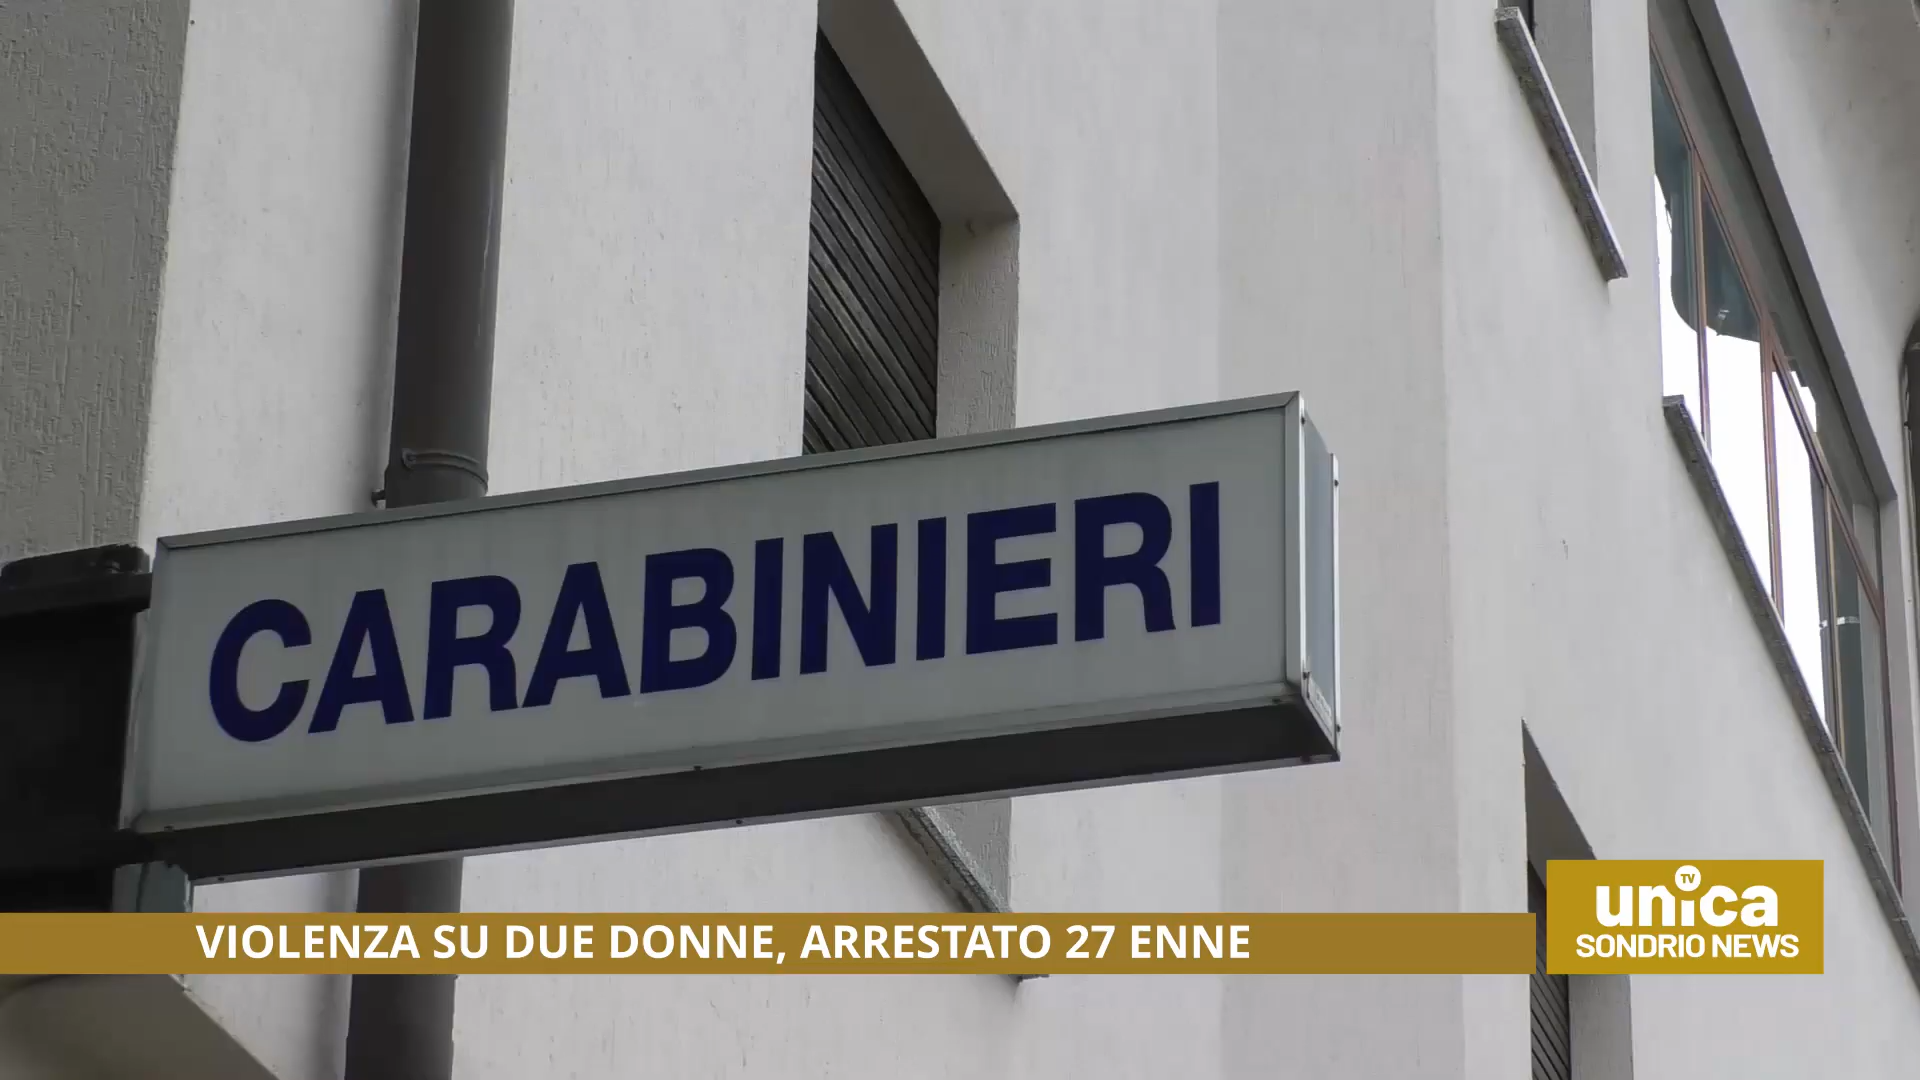 CARABINIERI
VIOLENZA SU DUE DONNE, ARRESTATO 27 ENNE
unica TV
SONDRIO NEWS